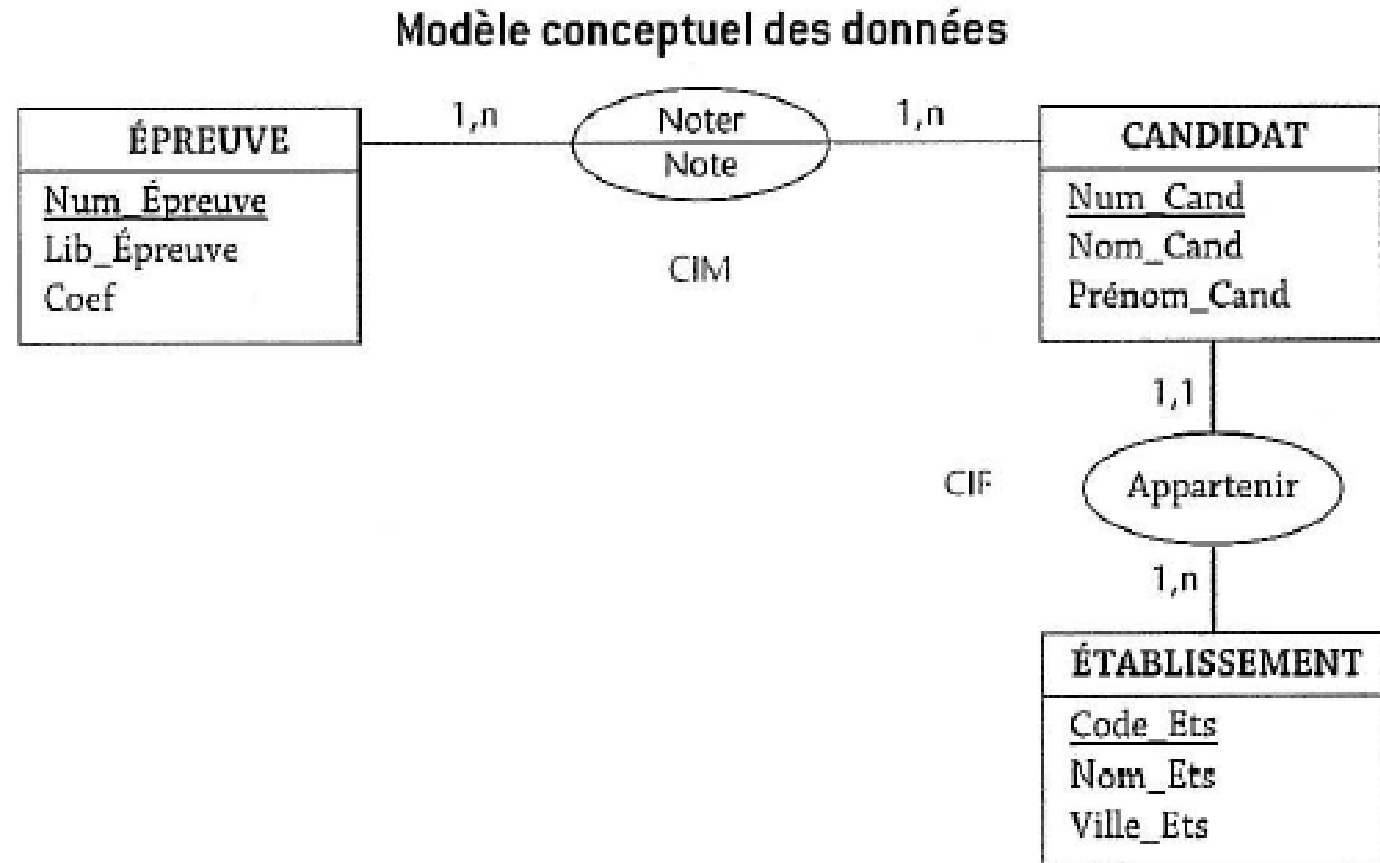 Modèle conceptuel des données
ÉPREUVE
Num_Épreuve
Lib_Épreuve
Coef
1,n
Noter
Note
1,n
CIM
CANDIDAT
Num_Cand
Nom_Cand
Prénom_Cand
1,1
CIF
Appartenir
1,n
ÉTABLISSEMENT
Code_Ets
Nom_Ets
Ville_Ets